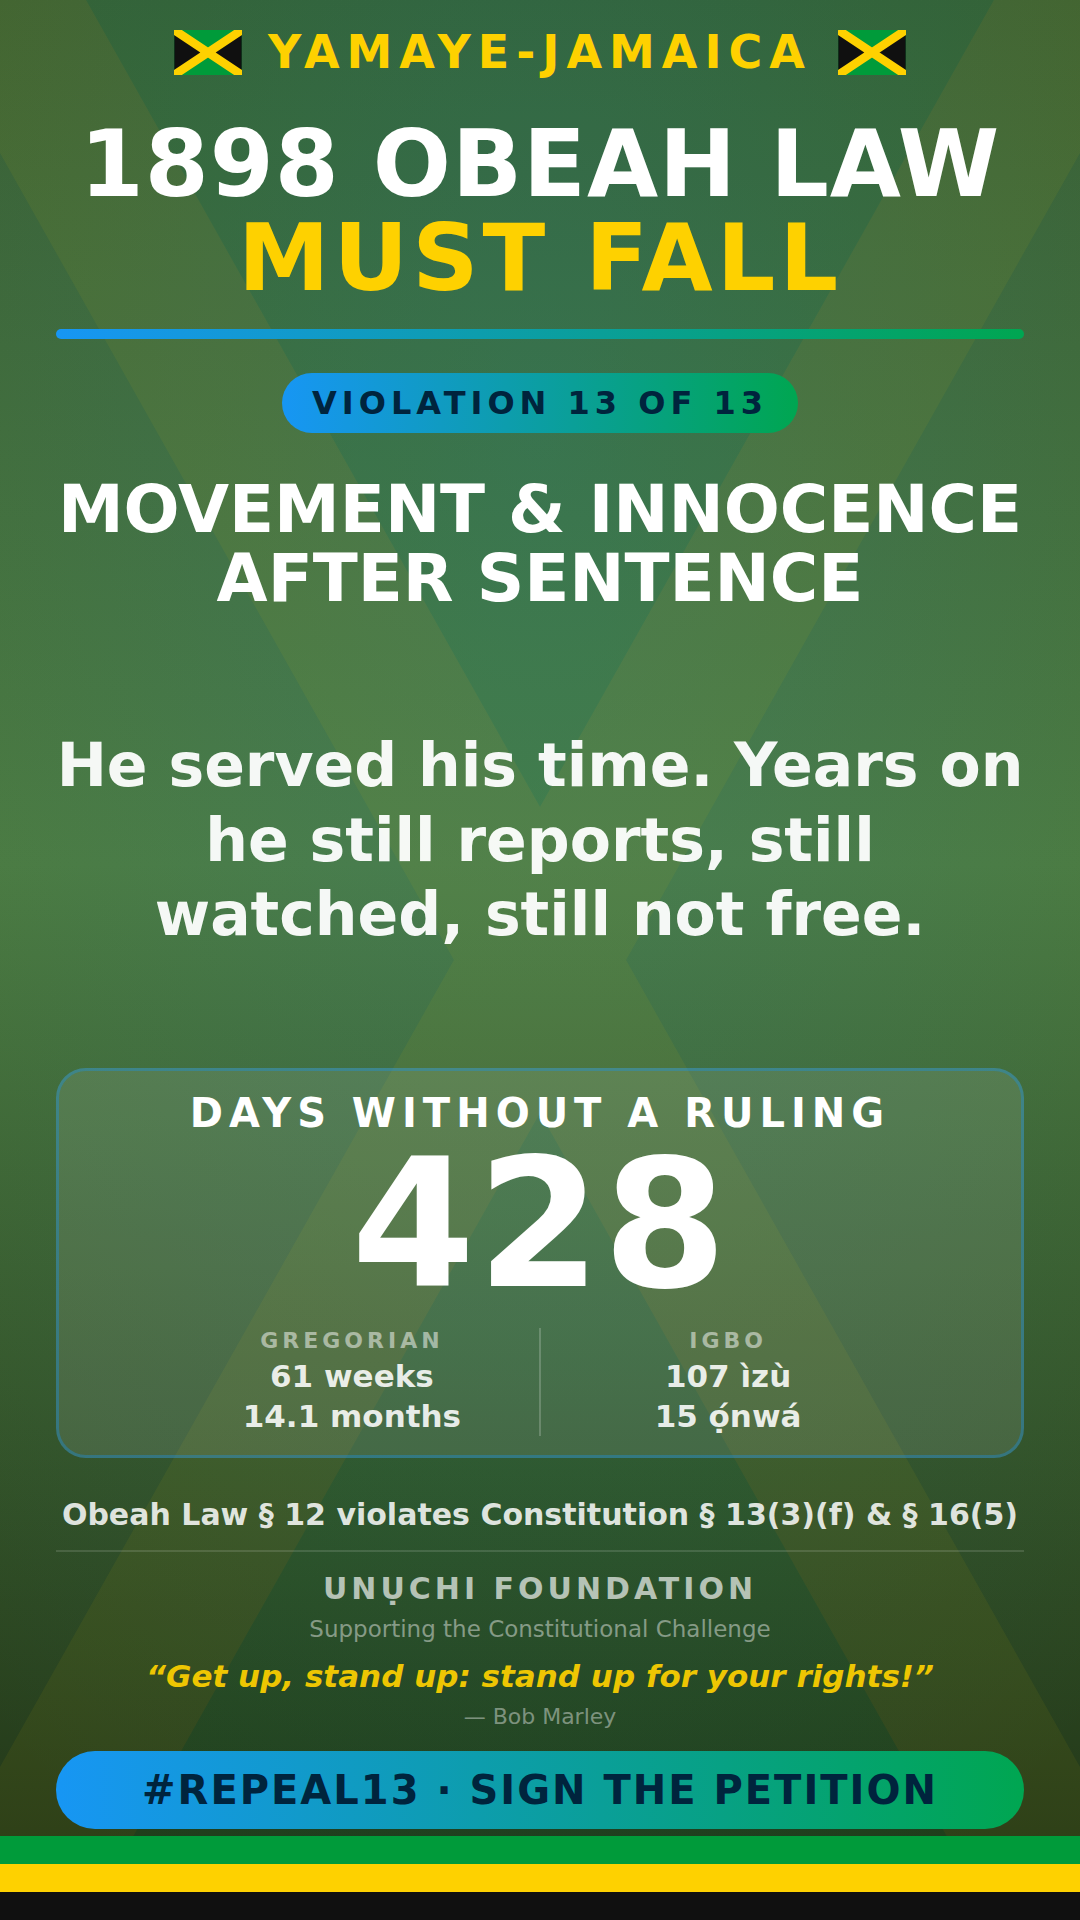 YAMAYE-JAMAICA
1898 OBEAH LAW
MUST FALL
VIOLATION 13 OF 13
MOVEMENT & INNOCENCE
AFTER SENTENCE
He served his time. Years on
he still reports, still
watched, still not free.
DAYS WITHOUT A RULING
428
GREGORIAN
61 weeks
14.1 months
IGBO
107 ìzù
15 ọ́nwá
Obeah Law § 12 violates Constitution § 13(3)(f) & § 16(5)
UNỤCHI FOUNDATION
Supporting the Constitutional Challenge
“Get up, stand up: stand up for your rights!”
— Bob Marley
#REPEAL13 · SIGN THE PETITION